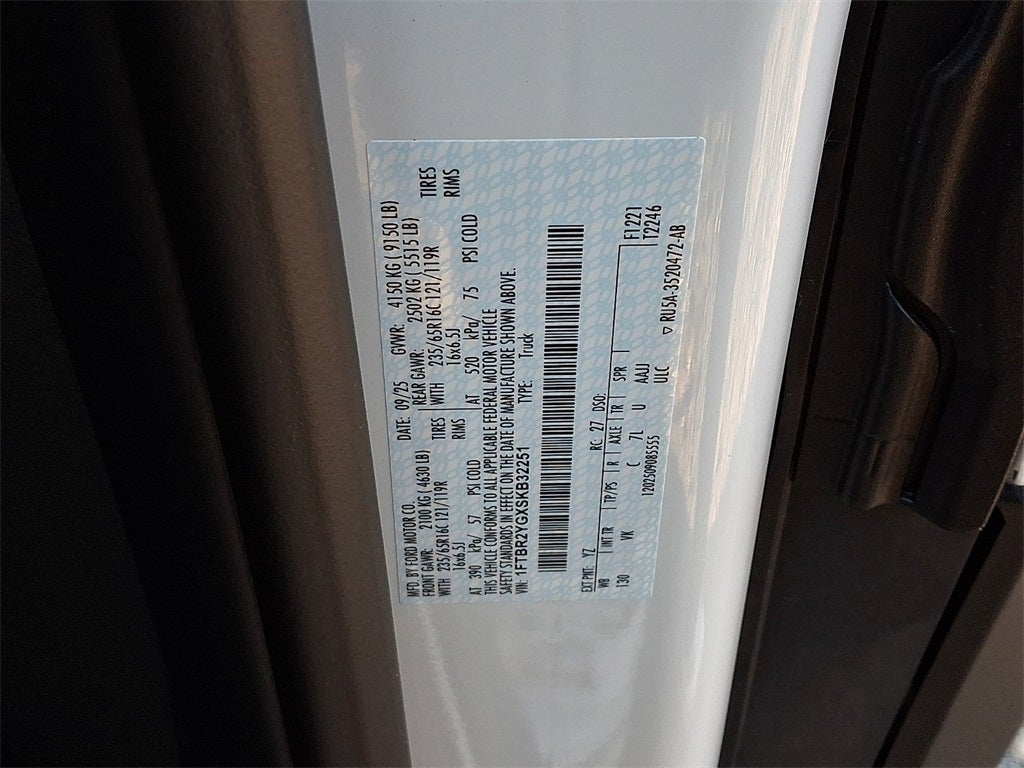 MFD. BY FORD MOTOR CO. DATE: 09/25 GVWR: 4150 KG ( 9150 LB)
FRONT GAWR: 2100 KG ( 4630 LB) REAR GAWR: 2502 KG ( 5515 LB)
WITH 235/65R16C 121/119R TIRES WITH 235/65R16C 121/119R TIRES
16x6.5J RIMS 16x6.5J RIMS
AT 390 kPa/ 57 PSI COLD AT 520 kPa/ 75 PSI COLD
THIS VEHICLE CONFORMS TO ALL APPLICABLE FEDERAL MOTOR VEHICLE
SAFETY STANDARDS IN EFFECT ON THE DATE OF MANUFACTURE SHOWN ABOVE.
VIN: 1FTBR2YGXSKB32251 TYPE: Truck
EXT PNT: YZ RC: 27 DSO: F1221
WB INT TR TP/PS R AXLE TR SPR T2246
130 VK C 7L U AAJJ
ULC
1202509085555 ▽ RU5A-3520472-AB